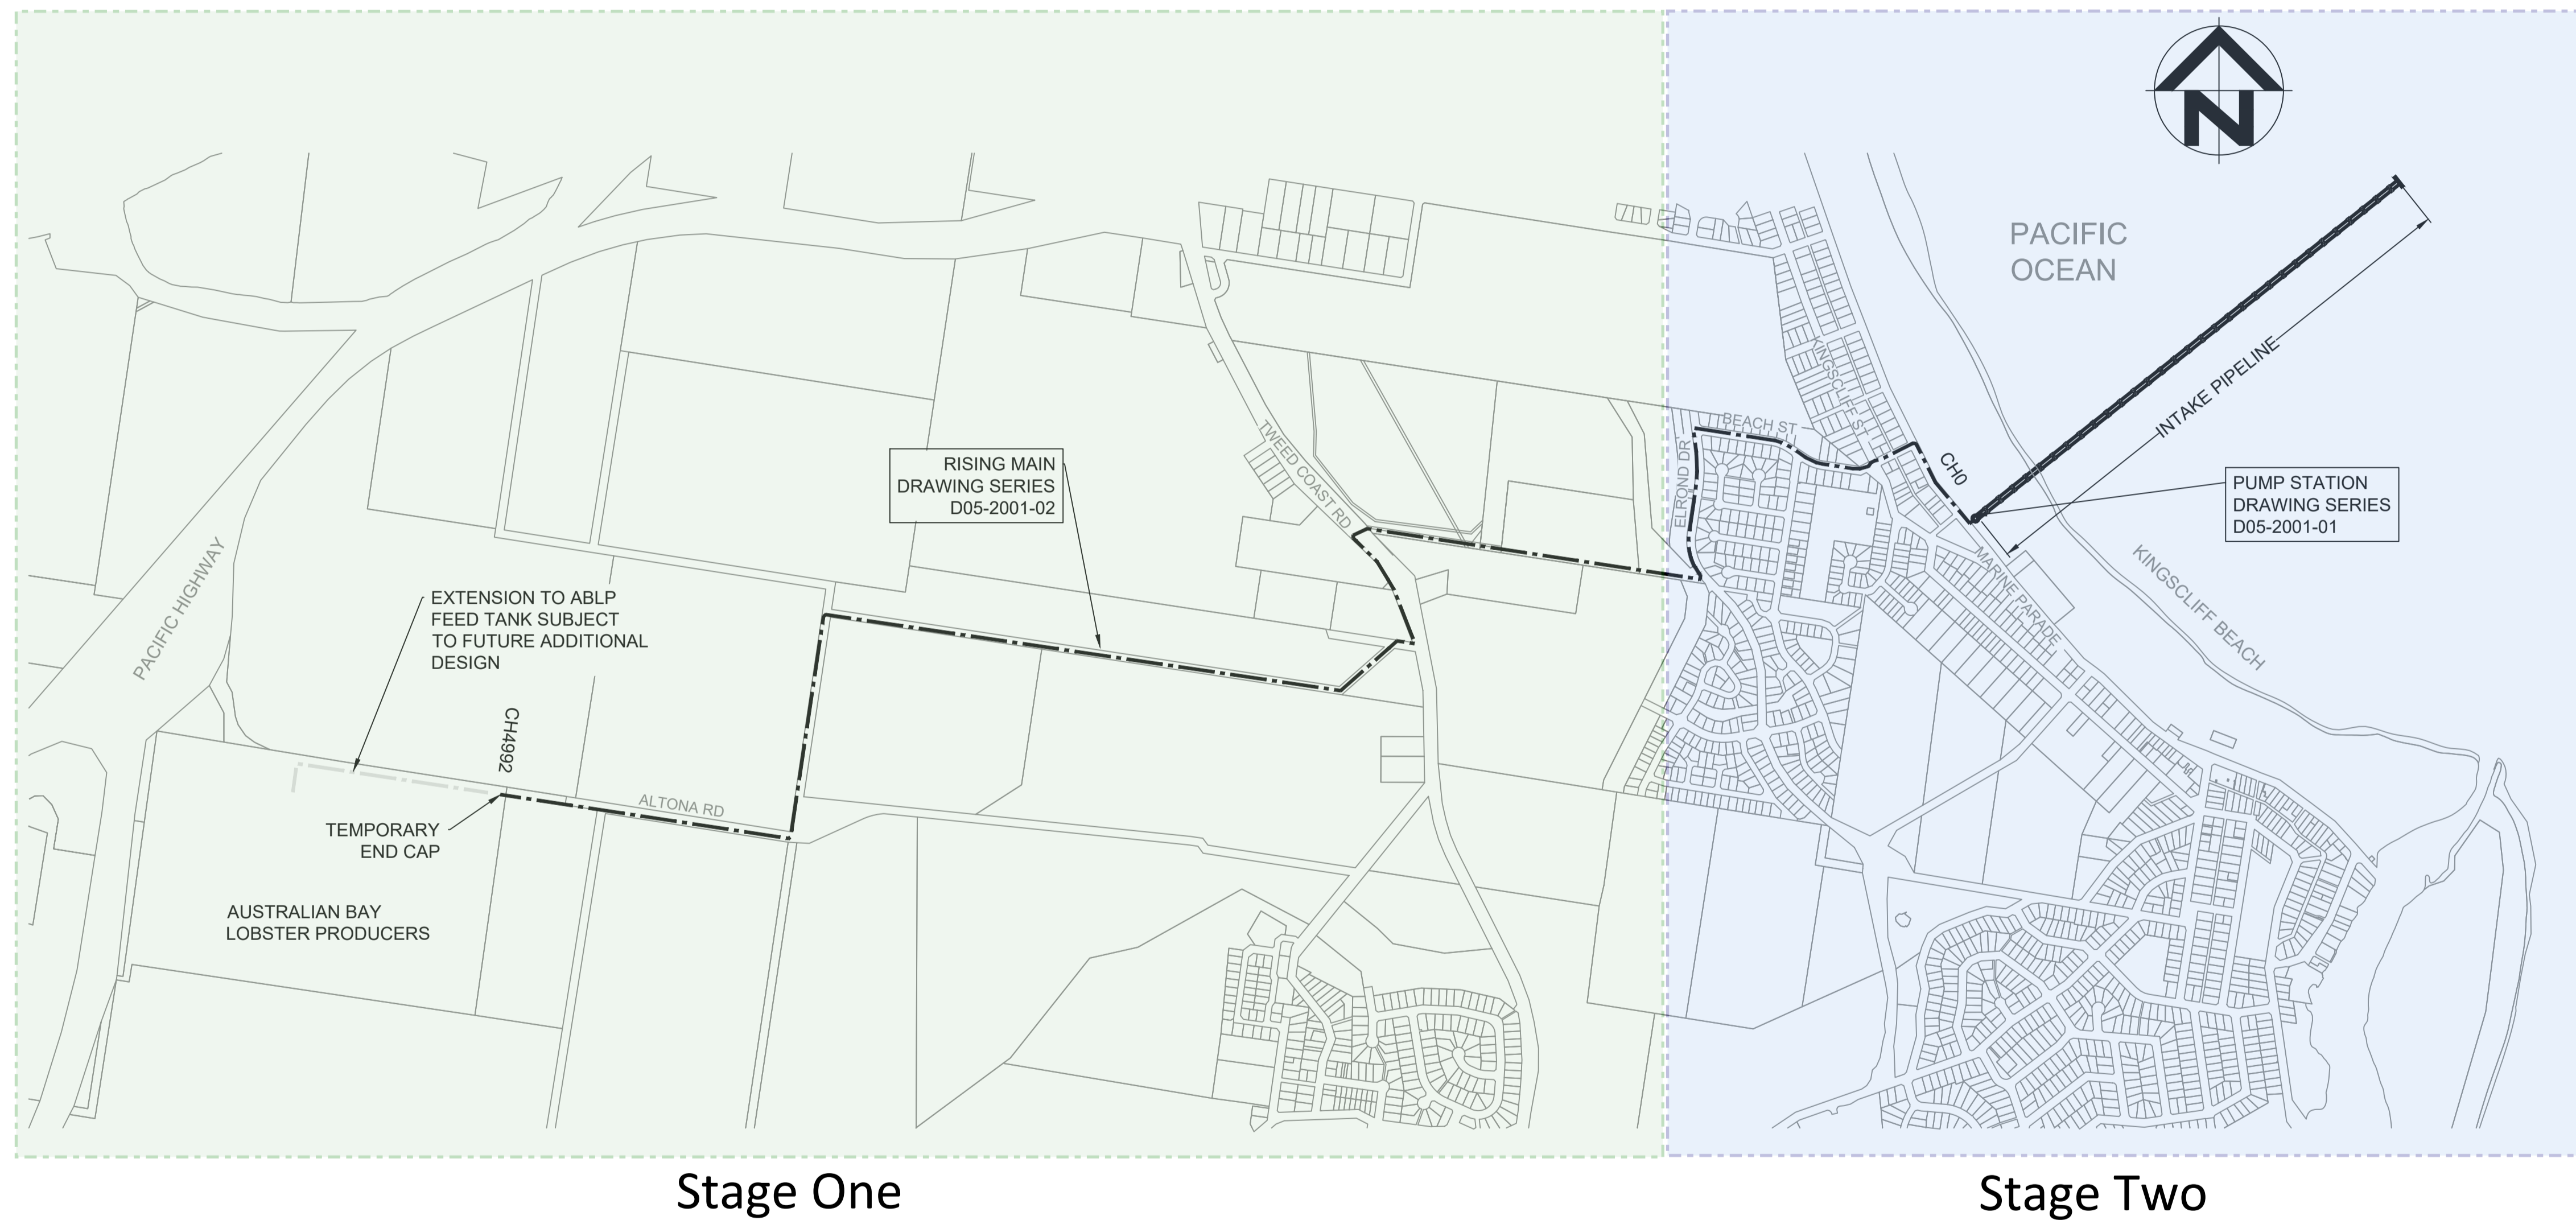 N
PACIFIC
OCEAN
INTAKE PIPELINE
KINGSCLIFF ST
BEACH ST
ELROND DR
CH0
PUMP STATION
DRAWING SERIES
D05-2001-01
MARINE PARADE
KINGSCLIFF BEACH
TWEED COAST RD
RISING MAIN
DRAWING SERIES
D05-2001-02
PACIFIC HIGHWAY
EXTENSION TO ABLP
FEED TANK SUBJECT
TO FUTURE ADDITIONAL
DESIGN
CH4992
ALTONA RD
TEMPORARY
END CAP
AUSTRALIAN BAY
LOBSTER PRODUCERS
Stage One
Stage Two